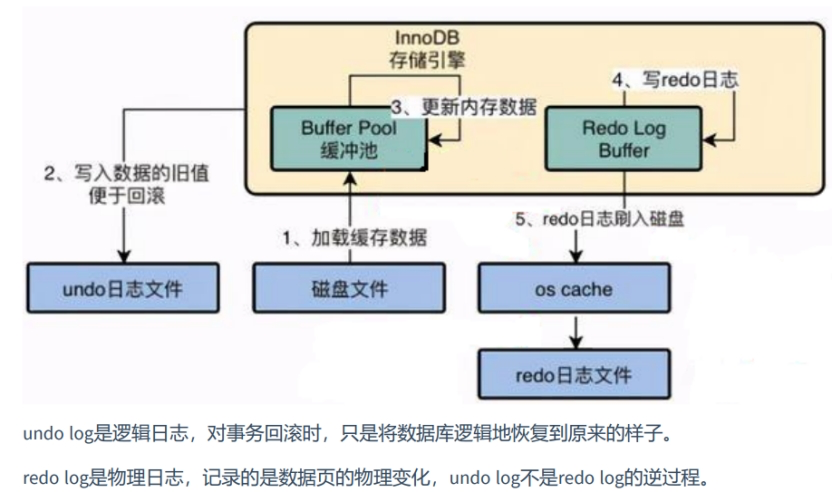 InnoDB
存储引擎
4、写redo日志
3、更新内存数据
Buffer Pool
缓冲池
Redo Log
Buffer
2、写入数据的旧值
便于回滚
5、redo日志刷入磁盘
1、加载缓存数据
undo日志文件
磁盘文件
os cache
redo日志文件
undo log是逻辑日志，对事务回滚时，只是将数据库逻辑地恢复到原来的样子。
redo log是物理日志，记录的是数据页的物理变化，undo log不是redo log的逆过程。